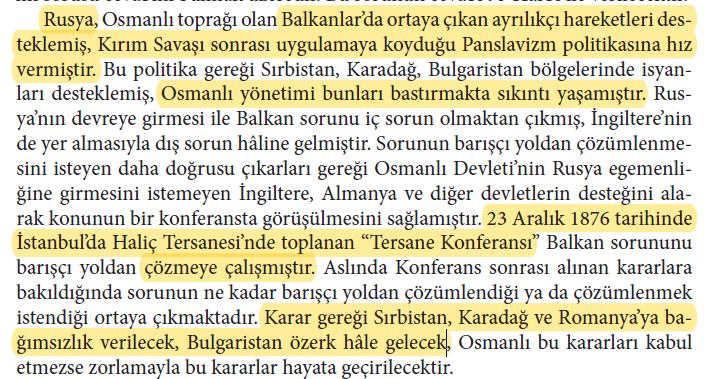 Rusya, Osmanlı toprağı olan Balkanlar’da ortaya çıkan ayrılıkçı hareketleri des-
teklemiş, Kırım Savaşı sonrası uygulamaya koyduğu Panslavizm politikasına hız
vermiştir. Bu politika gereği Sırbistan, Karadağ, Bulgaristan bölgelerinde isyan-
ları desteklemiş, Osmanlı yönetimi bunları bastırmakta sıkıntı yaşamıştır. Rus-
ya’nın devreye girmesi ile Balkan sorunu iç sorun olmaktan çıkmış, İngiltere’nin
de yer almasıyla dış sorun hâline gelmiştir. Sorunun barışçı yoldan çözümlenme-
sini isteyen daha doğrusu çıkarları gereği Osmanlı Devleti’nin Rusya egemenli-
ğine girmesini istemeyen İngiltere, Almanya ve diğer devletlerin desteğini ala-
rak konunun bir konferansta görüşülmesini sağlamıştır. 23 Aralık 1876 tarihinde
İstanbul’da Haliç Tersanesi’nde toplanan “Tersane Konferansı” Balkan sorununu
barışçı yoldan çözmeye çalışmıştır. Aslında Konferans sonrası alınan kararlara
bakıldığında sorunun ne kadar barışçı yoldan çözümlendiği ya da çözümlenmek
istendiği ortaya çıkmaktadır. Karar gereği Sırbistan, Karadağ ve Romanya’ya ba-
ğımsızlık verilecek, Bulgaristan özerk hâle gelecek, Osmanlı bu kararları kabul
etmezse zorlamayla bu kararlar hayata geçirilecektir.